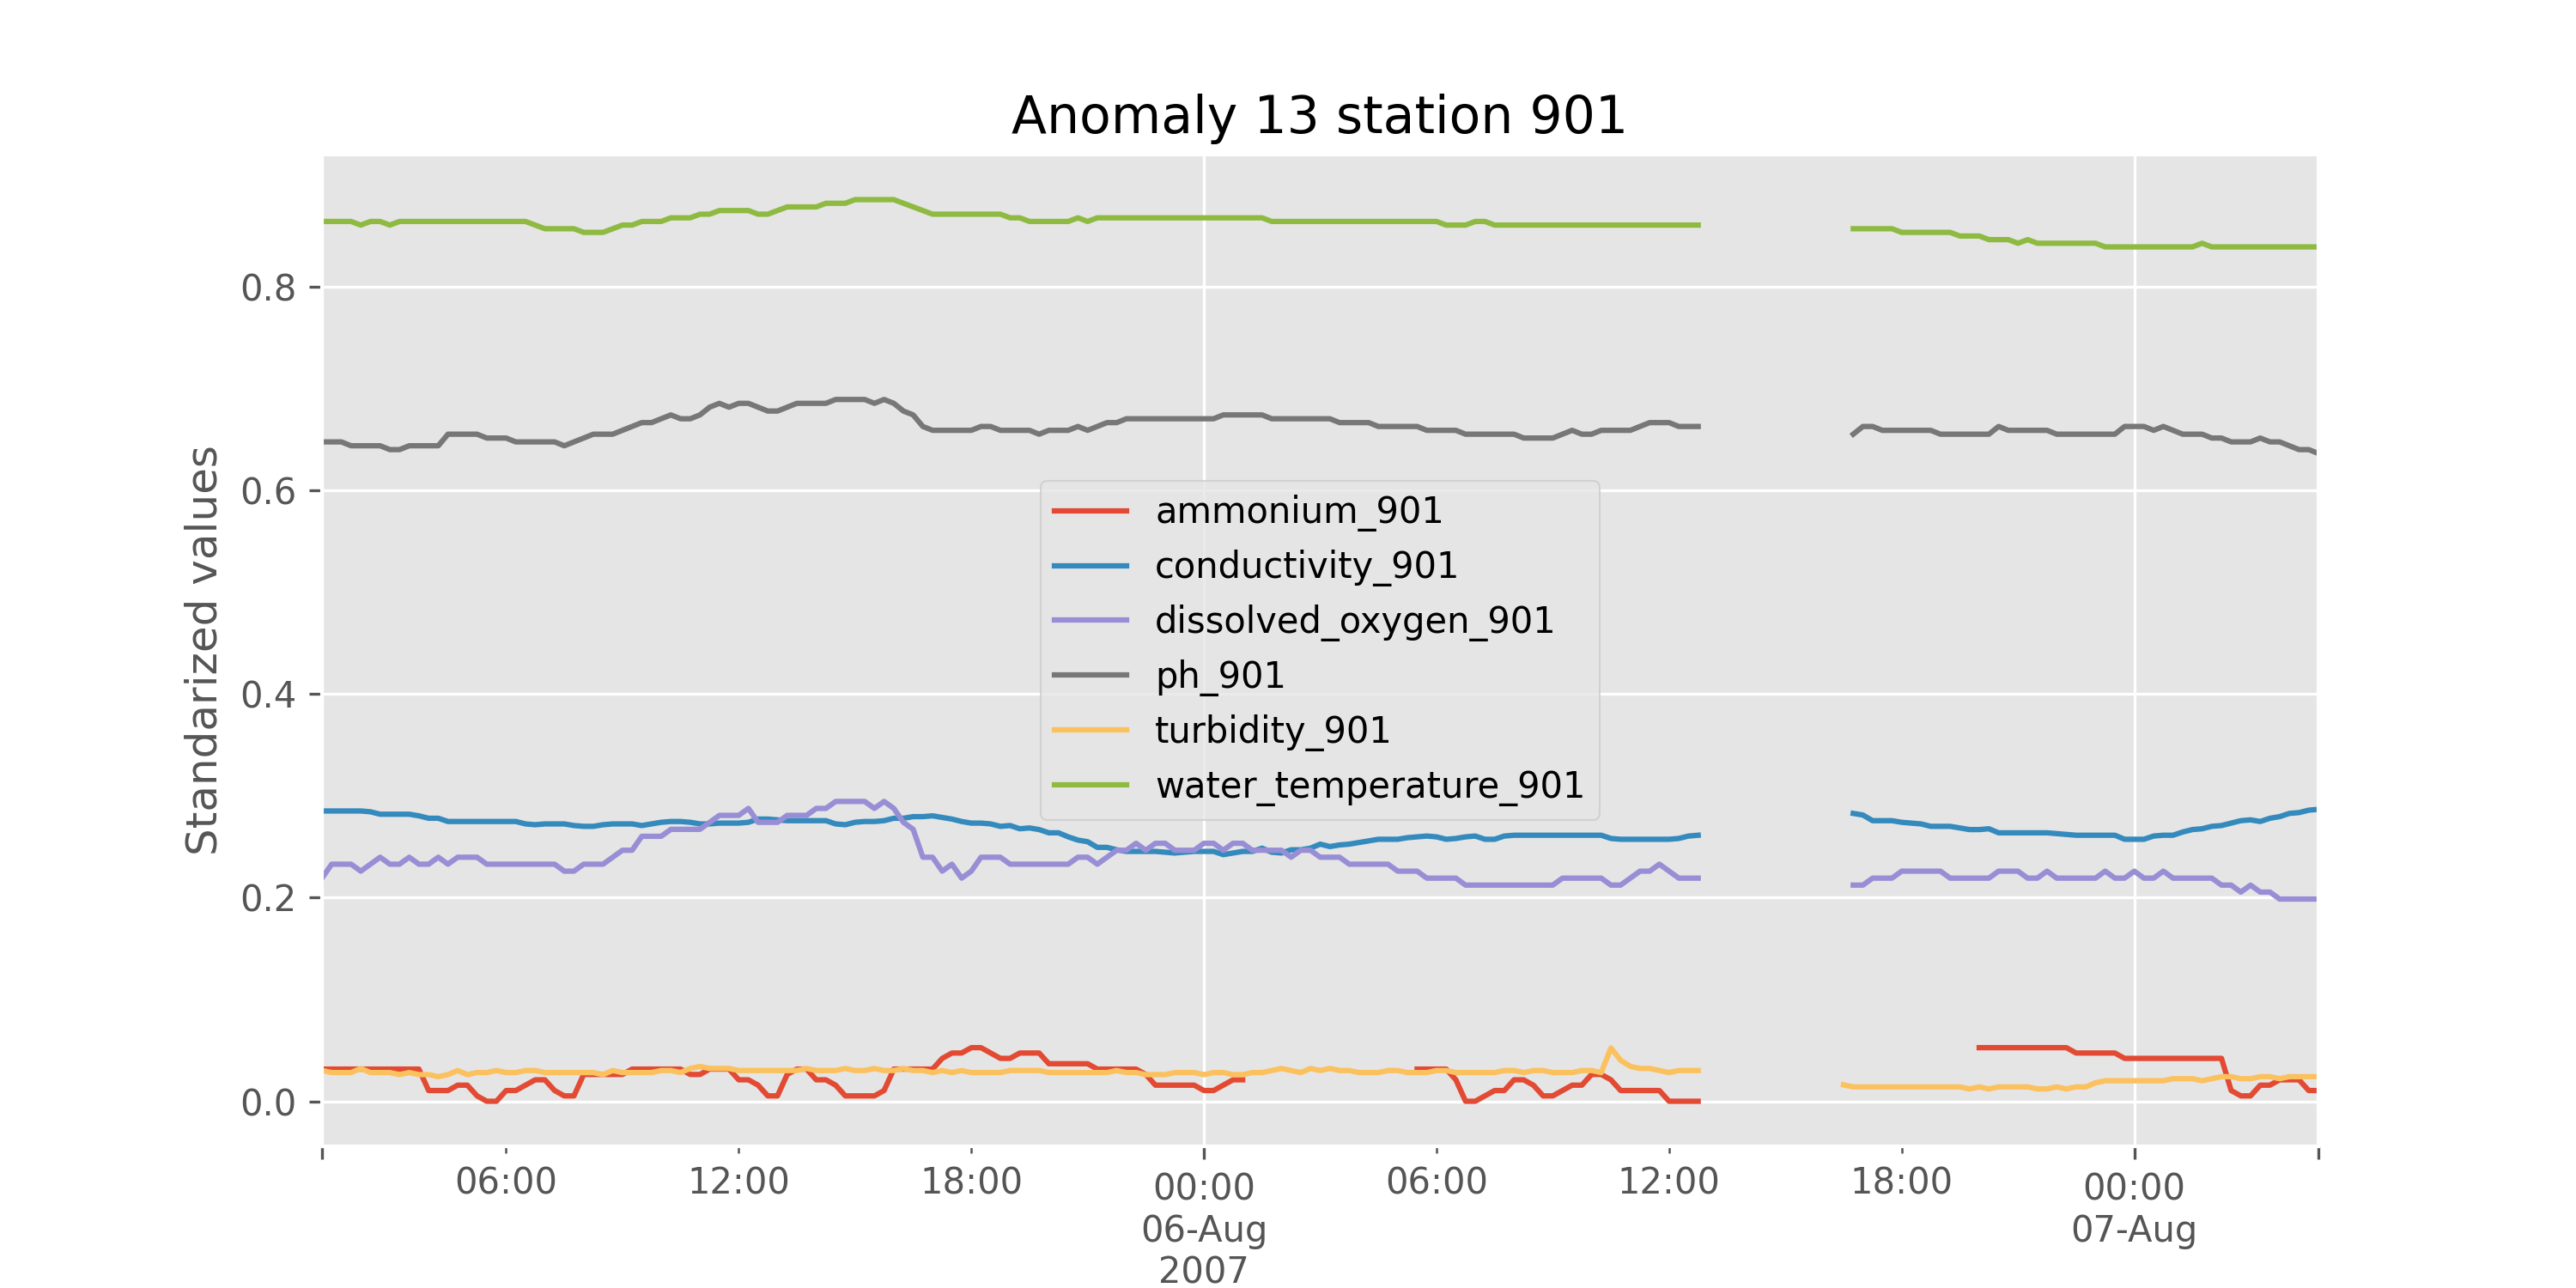 Anomaly 13 station 901
Standarized values
0.8
0.6
0.4
0.2
0.0
ammonium_901
conductivity_901
dissolved_oxygen_901
ph_901
turbidity_901
water_temperature_901
06:00 12:00 18:00 00:00 06:00 12:00 18:00 00:00
06-Aug 07-Aug
2007